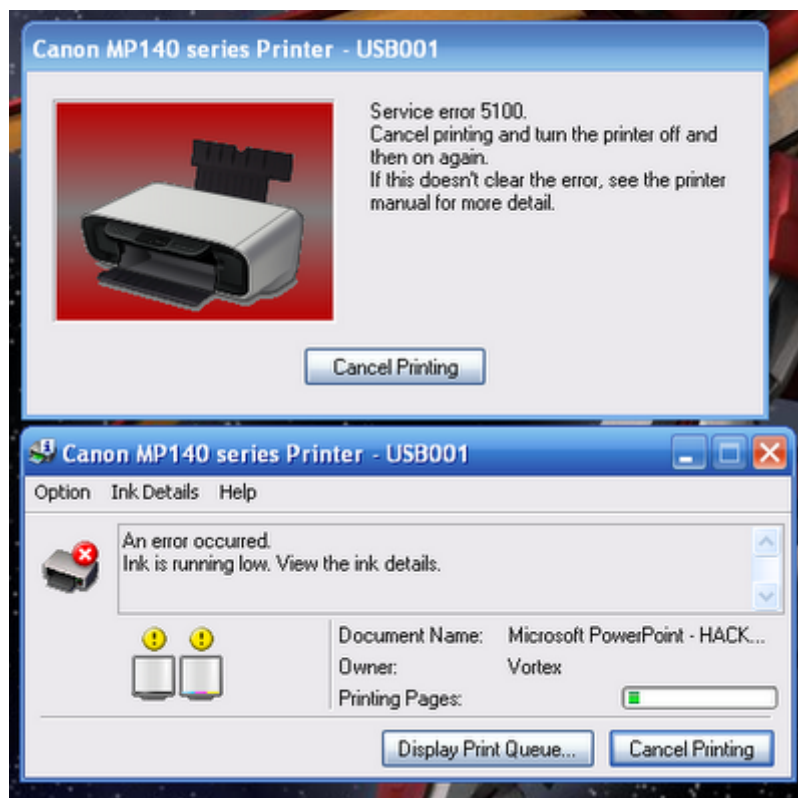 Canon MP140 series Printer - USB001
Service error 5100.
Cancel printing and turn the printer off and
then on again.
If this doesn't clear the error, see the printer
manual for more detail.
Cancel Printing
Canon MP140 series Printer - USB001
Option Ink Details Help
An error occurred.
Ink is running low. View the ink details.
Document Name: Microsoft PowerPoint - HACK...
Owner: Vortex
Printing Pages:
Display Print Queue... Cancel Printing